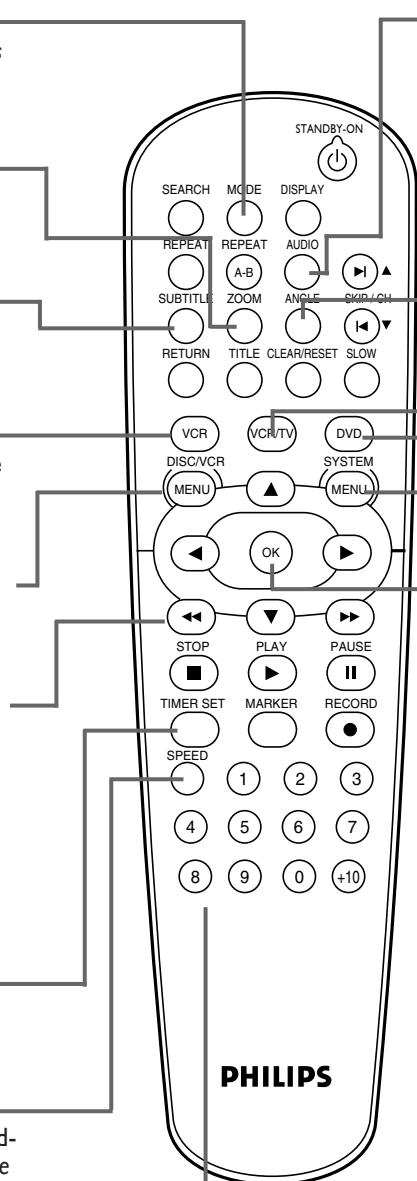 s
STANDBY-ON
SEARCH MODE DISPLAY
REPEAT REPEAT AUDIO
A-B
SUBTITLE ZOOM ANGLE SKIP / CH
RETURN TITLE CLEAR/RESET SLOW
VCR VCR/TV DVD
e
DISC/VCR SYSTEM
MENU MENU
OK
STOP PLAY PAUSE
TIMER SET MARKER RECORD
SPEED
1 2 3
4 5 6 7
8 9 0 +10
PHILIPS
d-
e